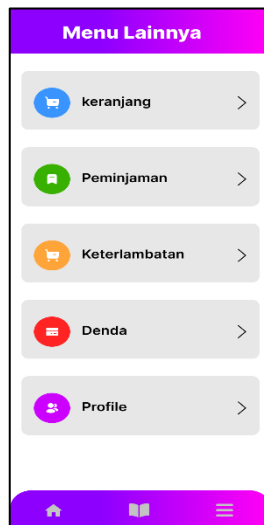 Menu Lainnya
keranjang
Peminjaman
Keterlambatan
Denda
Profile